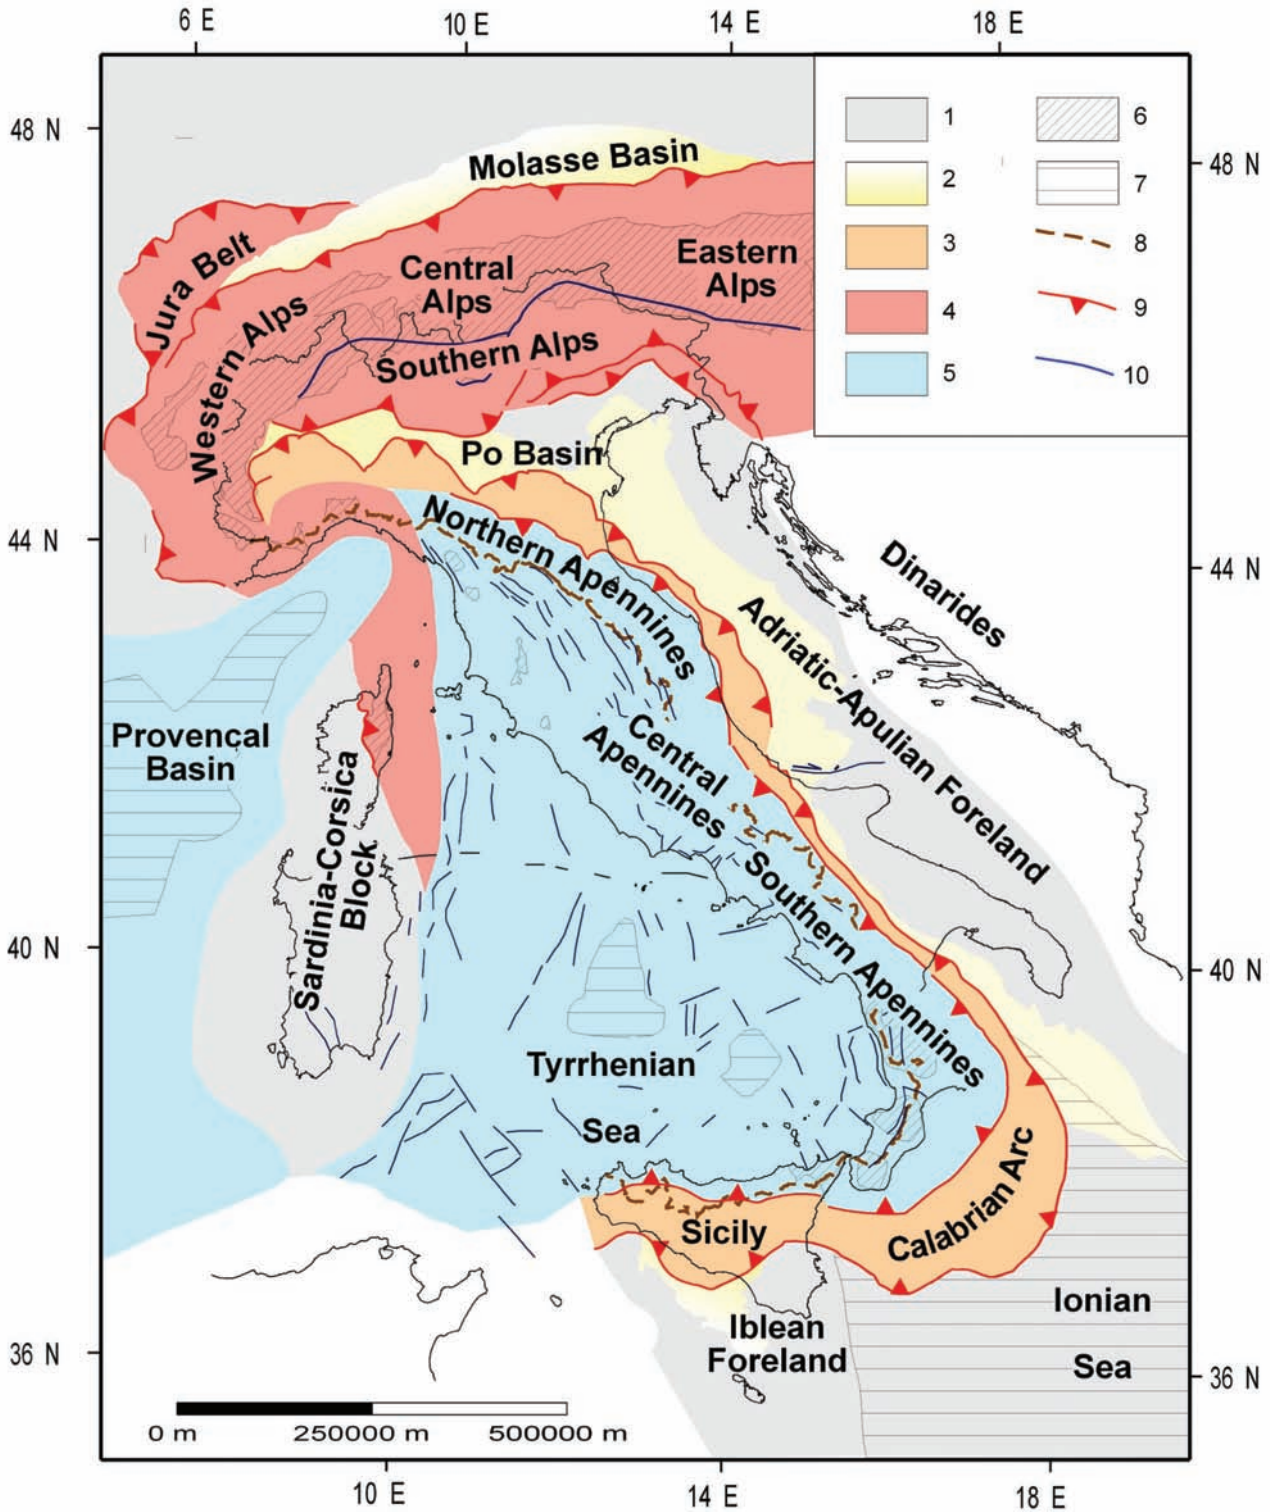 6 E
10 E
14 E
18 E
48 N
48 N
44 N
44 N
40 N
40 N
36 N
36 N
1
2
3
4
5
6
7
8
9
10
Molasse Basin
Jura Belt
Central
Alps
Eastern
Alps
Western Alps
Southern Alps
Po Basin
Northern Apennines
Dinarides
Adriatic-Apulian Foreland
Provencal
Basin
Central
Apennines
Sardinia-Corsica
Block
Southern Apennines
Tyrrhenian
Sea
Sicily
Calabrian Arc
Ionian
Sea
Iblean
Foreland
0 m
250000 m
500000 m
10 E
14 E
18 E